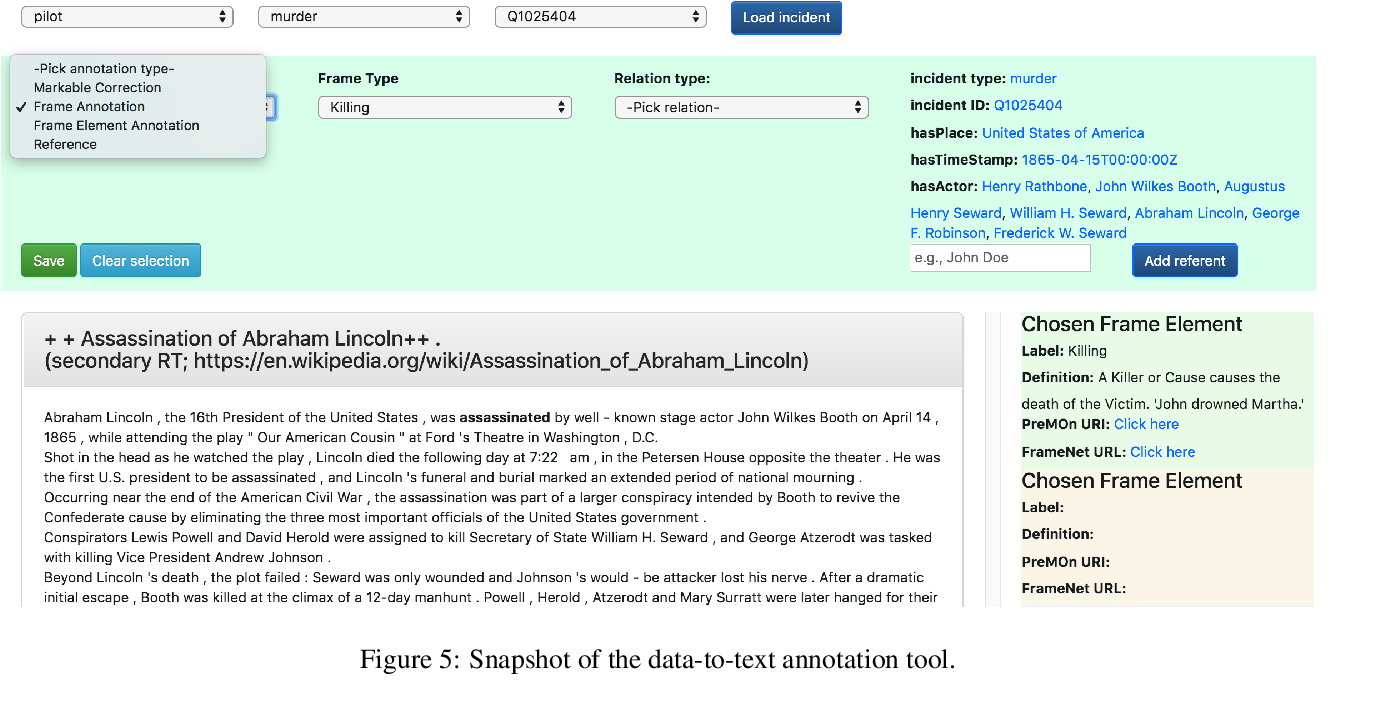 pilot
murder
Q1025404
Load incident
-Pick annotation type-
Markable Correction
✓ Frame Annotation
Frame Element Annotation
Reference
Frame Type
Killing
Relation type:
-Pick relation-
incident type: murder
incident ID: Q1025404
hasPlace: United States of America
hasTimeStamp: 1865-04-15T00:00:00Z
hasActor: Henry Rathbone, John Wilkes Booth, Augustus
Henry Seward, William H. Seward, Abraham Lincoln, George
F. Robinson, Frederick W. Seward
e.g., John Doe
Add referent
Save
Clear selection
+ + Assassination of Abraham Lincoln++ .
(secondary RT; https://en.wikipedia.org/wiki/Assassination_of_Abraham_Lincoln)
Abraham Lincoln , the 16th President of the United States , was assassinated by well - known stage actor John Wilkes Booth on April 14 ,
1865 , while attending the play " Our American Cousin " at Ford 's Theatre in Washington , D.C.
Shot in the head as he watched the play , Lincoln died the following day at 7:22 am , in the Petersen House opposite the theater . He was
the first U.S. president to be assassinated , and Lincoln 's funeral and burial marked an extended period of national mourning .
Occurring near the end of the American Civil War , the assassination was part of a larger conspiracy intended by Booth to revive the
Confederate cause by eliminating the three most important officials of the United States government .
Conspirators Lewis Powell and David Herold were assigned to kill Secretary of State William H. Seward , and George Atzerodt was tasked
with killing Vice President Andrew Johnson .
Beyond Lincoln 's death , the plot failed : Seward was only wounded and Johnson 's would - be attacker lost his nerve . After a dramatic
initial escape , Booth was killed at the climax of a 12-day manhunt . Powell , Herold , Atzerodt and Mary Surratt were later hanged for their
Chosen Frame Element
Label: Killing
Definition: A Killer or Cause causes the
death of the Victim. 'John drowned Martha.'
PreMOn URI: Click here
FrameNet URL: Click here
Chosen Frame Element
Label:
Definition:
PreMOn URI:
FrameNet URL:
Figure 5: Snapshot of the data-to-text annotation tool.